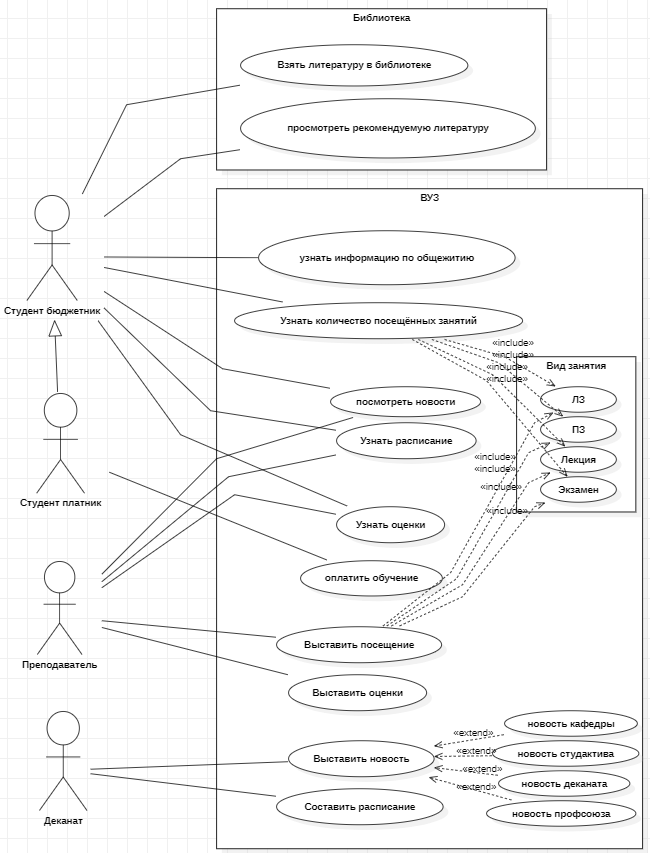 Библиотека
Взять литературу в библиотеке
просмотреть рекомендуемую литературу
ВУЗ
узнать информацию по общежитию
Студент бюджетник
Узнать количество посещённых занятий
«include»
«include»
«include»
«include»
Вид занятия
ЛЗ
ПЗ
Лекция
Экзамен
посмотреть новости
Узнать расписание
«include»
«include»
«include»
«include»
Студент платник
Узнать оценки
оплатить обучение
Преподаватель
Выставить посещение
Выставить оценки
новость кафедры
«extend»
новость студактива
«extend»
Выставить новость
«extend»
новость деканата
«extend»
Составить расписание
новость профсоюза
Деканат